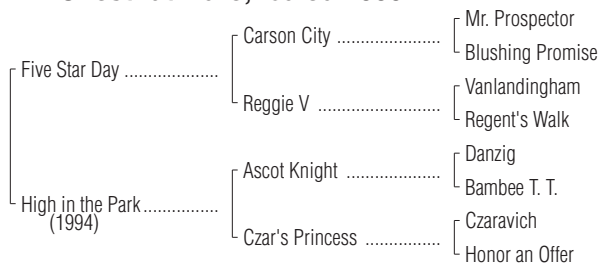 Mr. Prospector
Carson City ....................
Blushing Promise
Five Star Day ..................
Vanlandingham
Reggie V ........................
Regent's Walk
Danzig
Ascot Knight ..................
Bambee T. T.
High in the Park..............
(1994)
Czaravich
Czar's Princess ...............
Honor an Offer